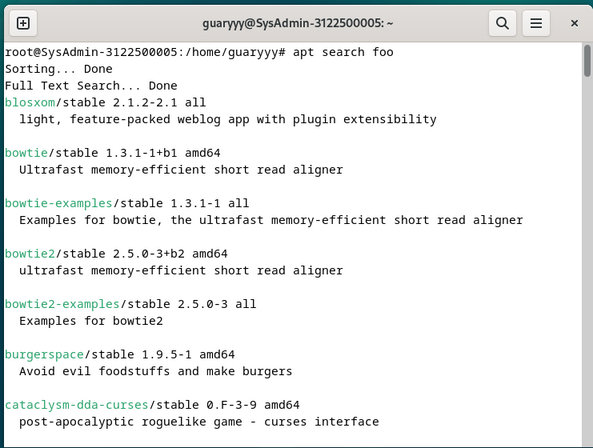 guaryyy@SysAdmin-3122500005: ~
root@SysAdmin-3122500005:/home/guaryyy# apt search foo
Sorting... Done
Full Text Search... Done
blosxom/stable 2.1.2-2.1 all
  light, feature-packed weblog app with plugin extensibility

bowtie/stable 1.3.1-1+b1 amd64
  Ultrafast memory-efficient short read aligner

bowtie-examples/stable 1.3.1-1 all
  Examples for bowtie, the ultrafast memory-efficient short read aligner

bowtie2/stable 2.5.0-3+b2 amd64
  ultrafast memory-efficient short read aligner

bowtie2-examples/stable 2.5.0-3 all
  Examples for bowtie2

burgerspace/stable 1.9.5-1 amd64
  Avoid evil foodstuffs and make burgers

cataclysm-dda-curses/stable 0.F-3-9 amd64
  post-apocalyptic roguelike game - curses interface